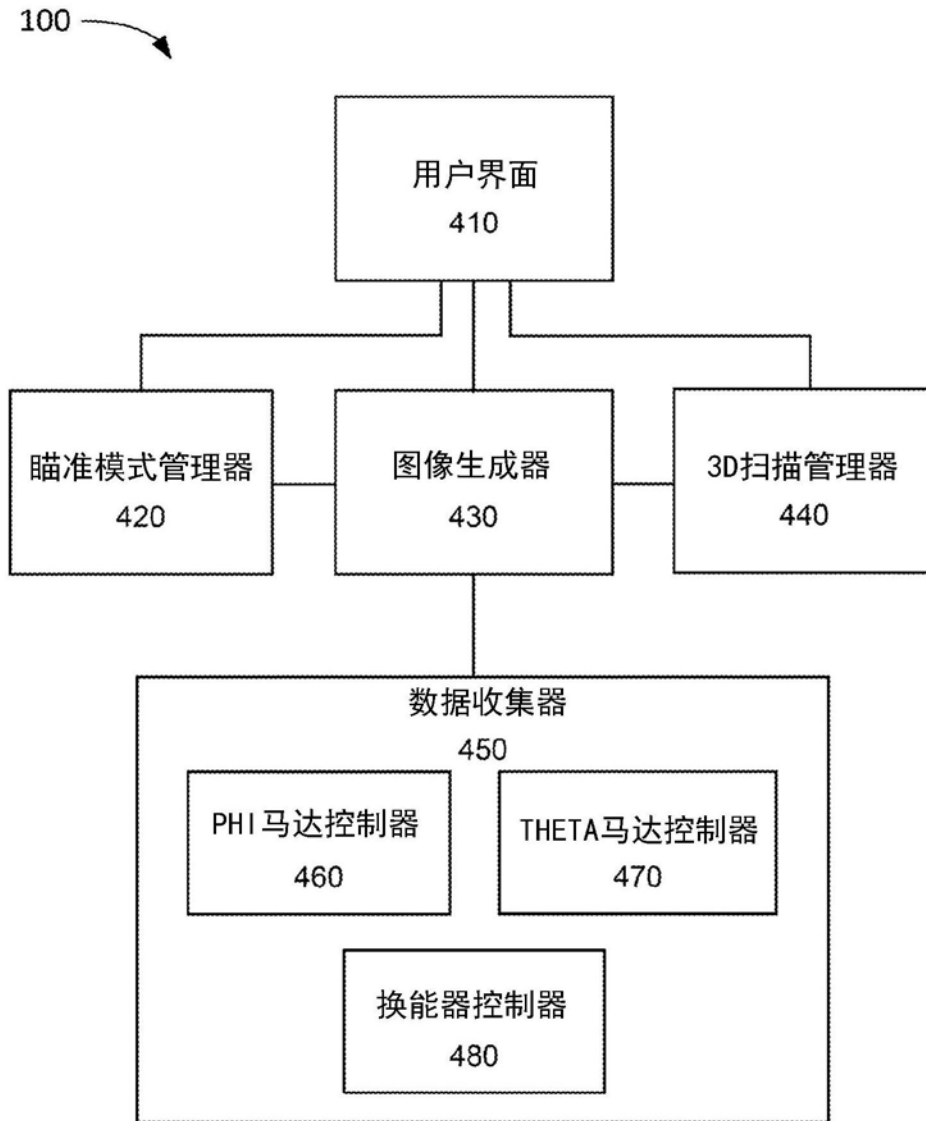 100
用户界面
410
瞄准模式管理器
420
图像生成器
430
3D扫描管理器
440
数据收集器
450
PHI马达控制器
460
THETA马达控制器
470
换能器控制器
480